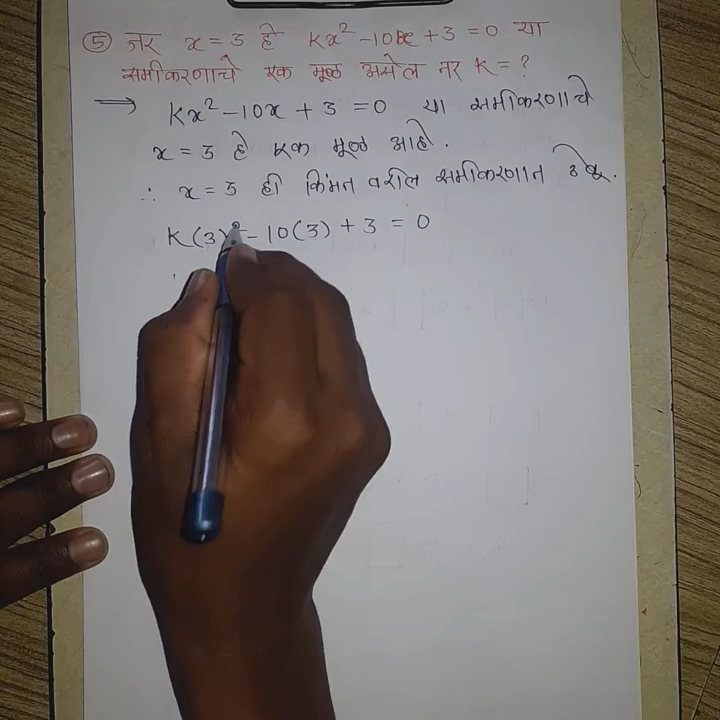 ⑤ जर x = 3 हे Kx² - 10x + 3 = 0 या
समीकरणाचे एक मूळ असेल तर K = ?
⇒ Kx² - 10x + 3 = 0 या समीकरणाचे
x = 3 हे एक मूळ आहे.
∴ x = 3 ही किंमत वरील समीकरणात ठेवू.
K(3)² - 10(3) + 3 = 0